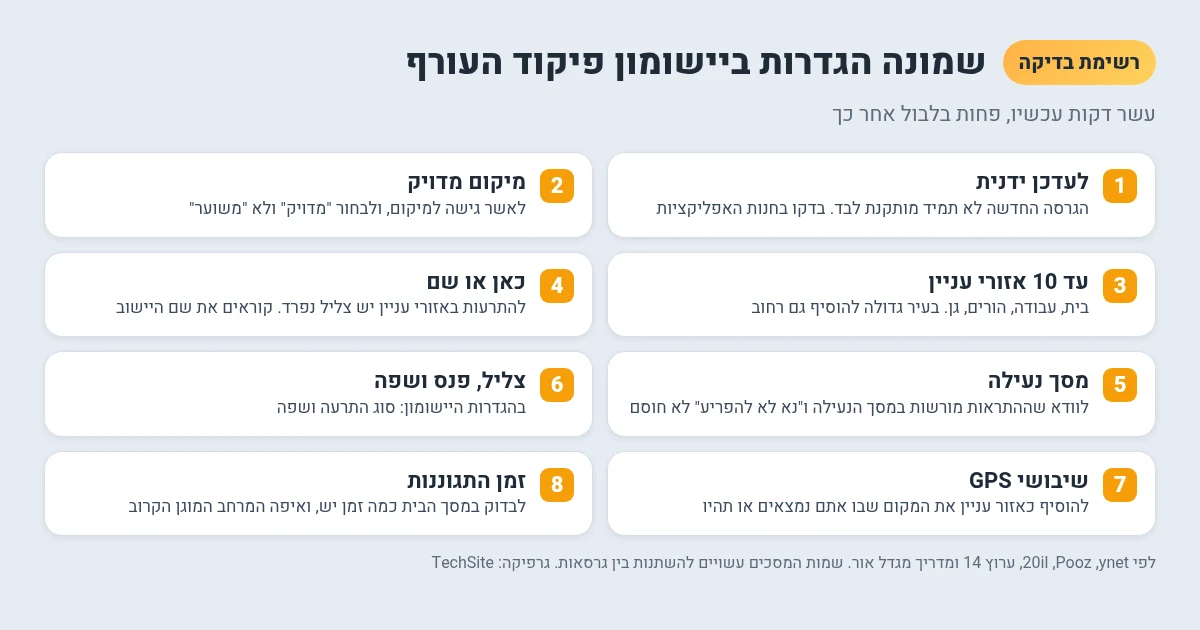 רשימת בדיקה
שמונה הגדרות ביישומון פיקוד העורף
עשר דקות עכשיו, פחות בלבול אחר כך
1
לעדכן ידנית
הגרסה החדשה לא תמיד מותקנת לבד. בדקו בחנות האפליקציות
2
מיקום מדויק
לאשר גישה למיקום, ולבחור "מדויק" ולא "משוער"
3
עד 10 אזורי עניין
בית, עבודה, הורים, גן. בעיר גדולה להוסיף גם רחוב
4
כאן או שם
להתרעות באזורי עניין יש צליל נפרד. קוראים את שם היישוב
5
מסך נעילה
לוודא שההתראות מורשות במסך הנעילה ו"נא לא להפריע" לא חוסם
6
צליל, פנס ושפה
בהגדרות היישומון: סוג התרעה ושפה
7
שיבושי GPS
להוסיף כאזור עניין את המקום שבו אתם נמצאים או תהיו
8
זמן התגוננות
לבדוק במסך הבית כמה זמן יש, ואיפה המרחב המוגן הקרוב
לפי 20il, Pooz, ynet, ערוץ 14 ומדריך מגדל אור. שמות המסכים עשויים להשתנות בין גרסאות. גרפיקה: TechSite